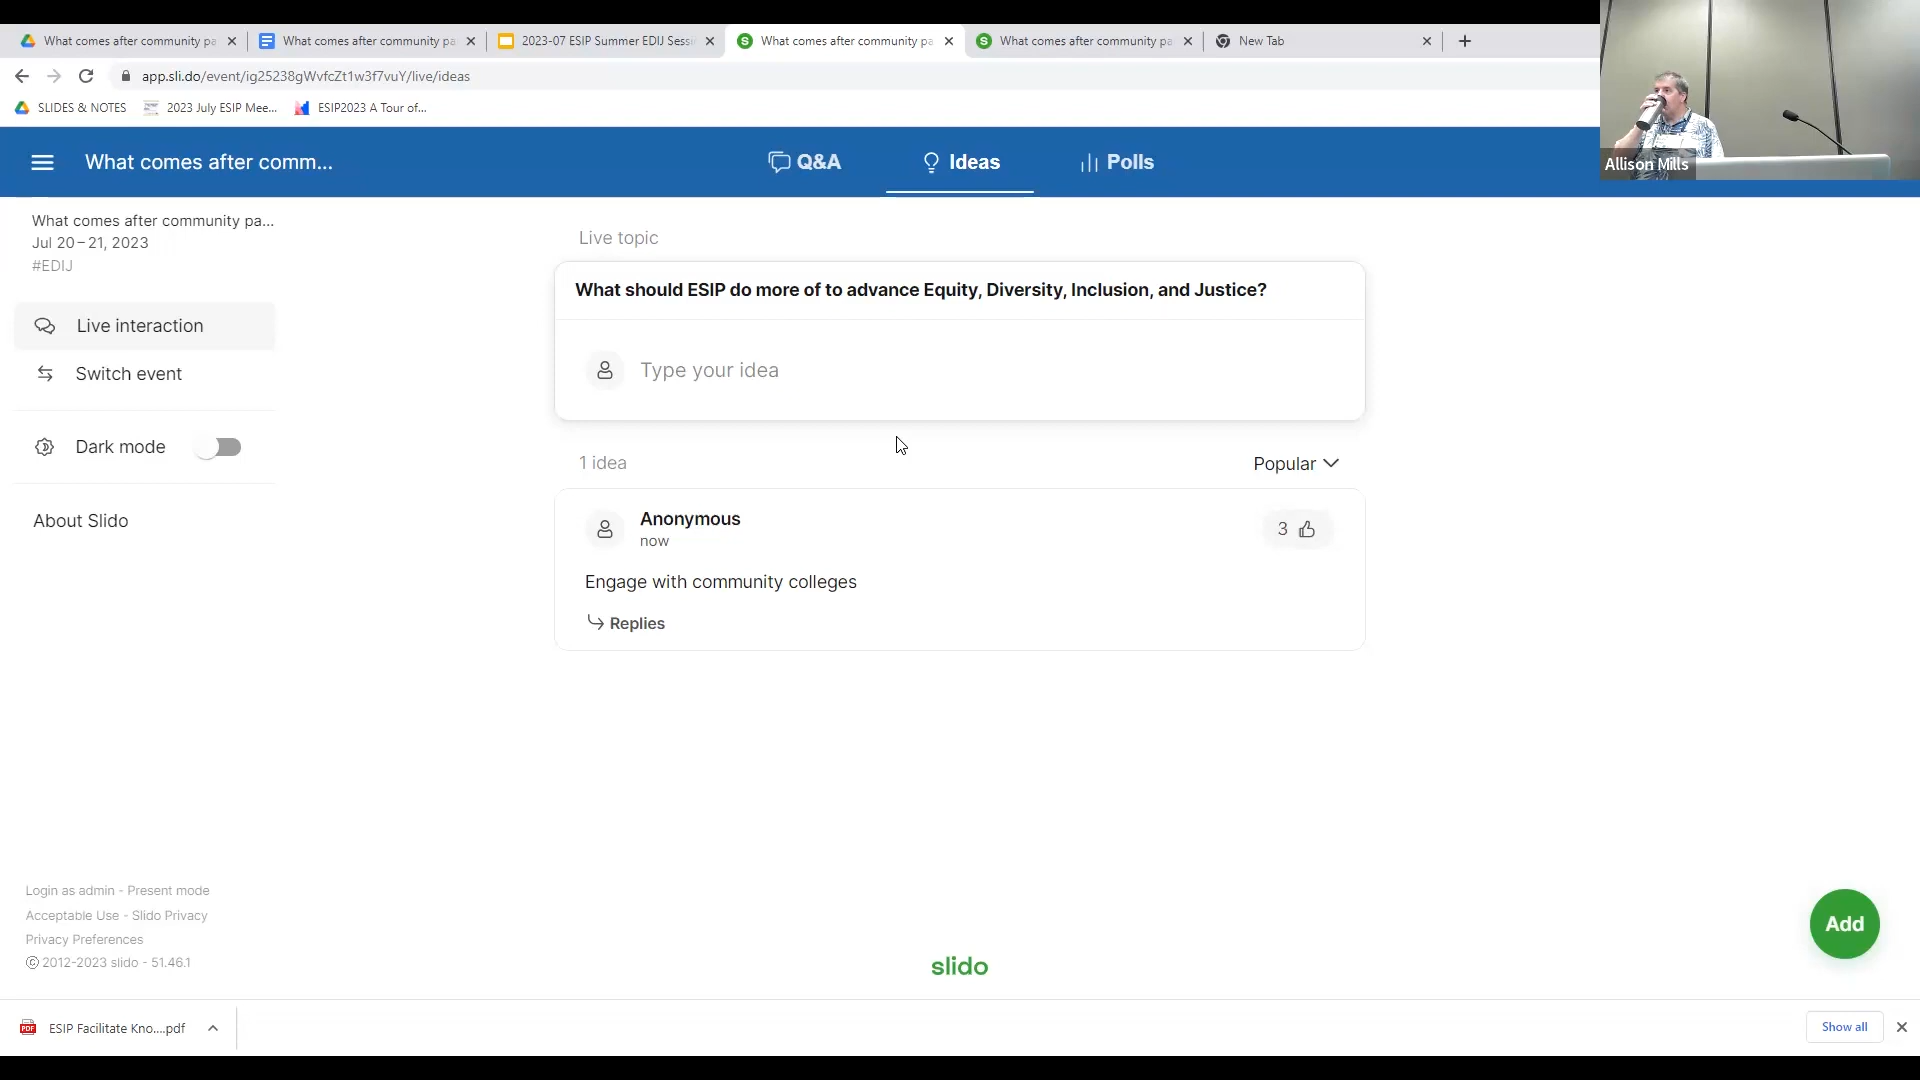 What comes after community pa
What comes after community pa
2023-07 ESIP Summer EDIJ Sessi
What comes after community pa
What comes after community pa
New Tab
app.sli.do/event/ig25238gWvfcZt1w3f7vuY/live/ideas
SLIDES & NOTES
2023 July ESIP Mee...
ESIP2023 A Tour of...
Allison Mills
What comes after comm...
Q&A
Ideas
Polls
What comes after community pa...
Jul 20 – 21, 2023
#EDIJ
Live interaction
Switch event
Dark mode
About Slido
Live topic
What should ESIP do more of to advance Equity, Diversity, Inclusion, and Justice?
Type your idea
1 idea
Popular
Anonymous
now
3
Engage with community colleges
Replies
Login as admin - Present mode
Acceptable Use - Slido Privacy
Privacy Preferences
© 2012-2023 slido - 51.46.1
slido
Add
PDF
ESIP Facilitate Kno....pdf
Show all